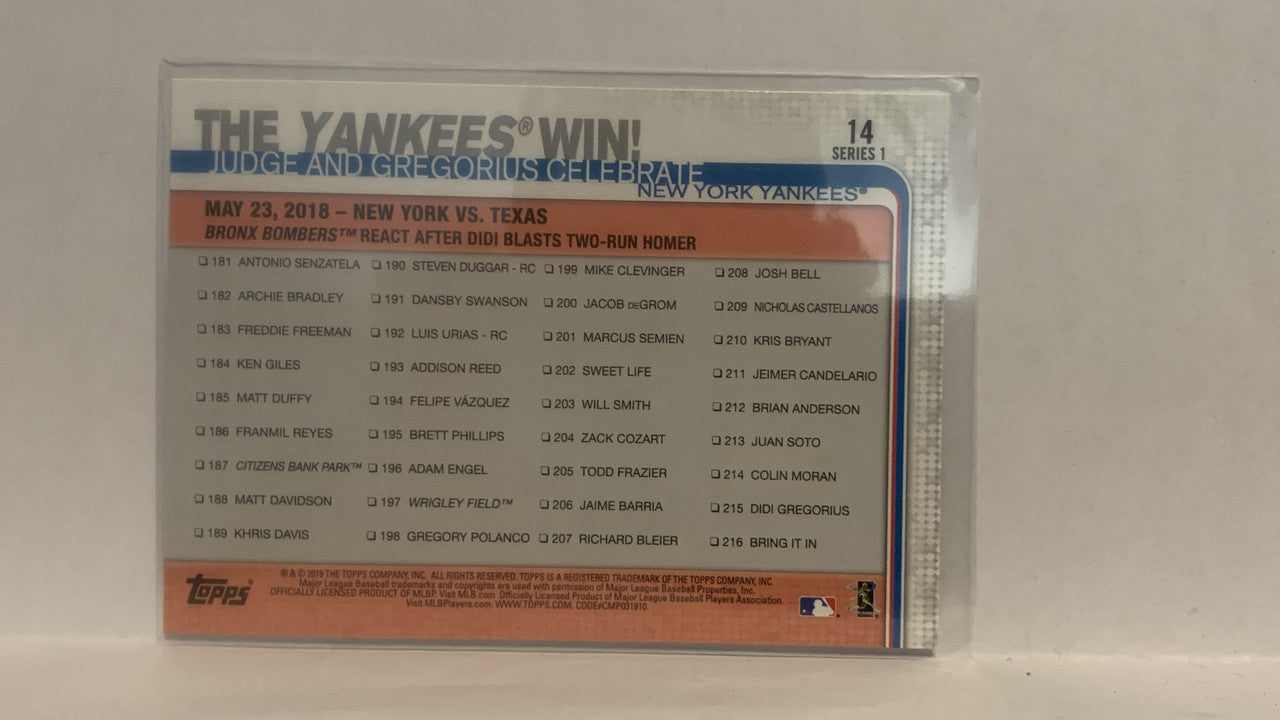 THE YANKEES® WIN!
14
SERIES 1
JUDGE AND GREGORIUS CELEBRATE
NEW YORK YANKEES®
MAY 23, 2018 – NEW YORK VS. TEXAS
BRONX BOMBERS™ REACT AFTER DIDI BLASTS TWO-RUN HOMER
❏ 181 ANTONIO SENZATELA
❏ 182 ARCHIE BRADLEY
❏ 183 FREDDIE FREEMAN
❏ 184 KEN GILES
❏ 185 MATT DUFFY
❏ 186 FRANMIL REYES
❏ 187 CITIZENS BANK PARK™
❏ 188 MATT DAVIDSON
❏ 189 KHRIS DAVIS
❏ 190 STEVEN DUGGAR - RC
❏ 191 DANSBY SWANSON
❏ 192 LUIS URIAS - RC
❏ 193 ADDISON REED
❏ 194 FELIPE VÁZQUEZ
❏ 195 BRETT PHILLIPS
❏ 196 ADAM ENGEL
❏ 197 WRIGLEY FIELD™
❏ 198 GREGORY POLANCO
❏ 199 MIKE CLEVINGER
❏ 200 JACOB DEGROM
❏ 201 MARCUS SEMIEN
❏ 202 SWEET LIFE
❏ 203 WILL SMITH
❏ 204 ZACK COZART
❏ 205 TODD FRAZIER
❏ 206 JAIME BARRIA
❏ 207 RICHARD BLEIER
❏ 208 JOSH BELL
❏ 209 NICHOLAS CASTELLANOS
❏ 210 KRIS BRYANT
❏ 211 JEIMER CANDELARIO
❏ 212 BRIAN ANDERSON
❏ 213 JUAN SOTO
❏ 214 COLIN MORAN
❏ 215 DIDI GREGORIUS
❏ 216 BRING IT IN
Topps®
® & © 2019 THE TOPPS COMPANY, INC. ALL RIGHTS RESERVED. TOPPS IS A REGISTERED TRADEMARK OF THE TOPPS COMPANY, INC.
Major League Baseball trademarks and copyrights are used with permission of Major League Baseball Properties, Inc.
OFFICIALLY LICENSED PRODUCT OF MLBP. Visit MLB.com Officially Licensed Product of Major League Baseball Players Association.
Visit MLBPlayers.com. WWW.TOPPS.COM. CODE#CMP031910.